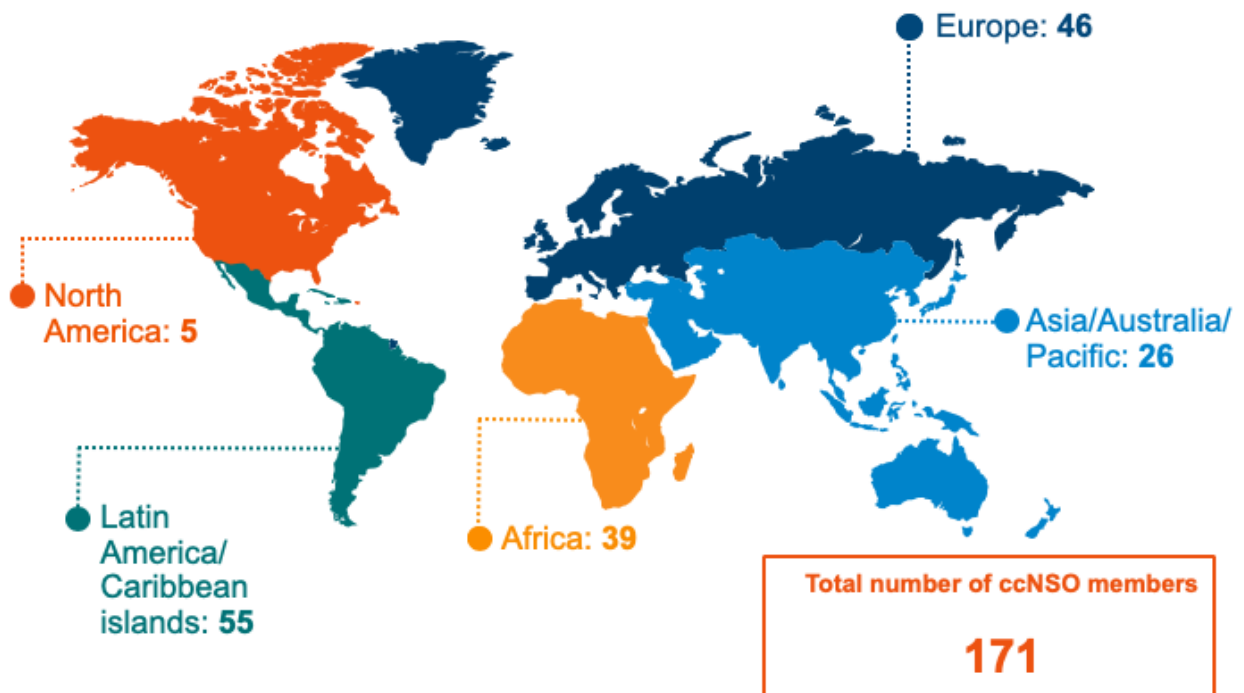 Europe: 46
North
America: 5
Asia/Australia/
Pacific: 26
Latin
America/
Caribbean
islands: 55
Africa: 39
Total number of ccNSO members
171